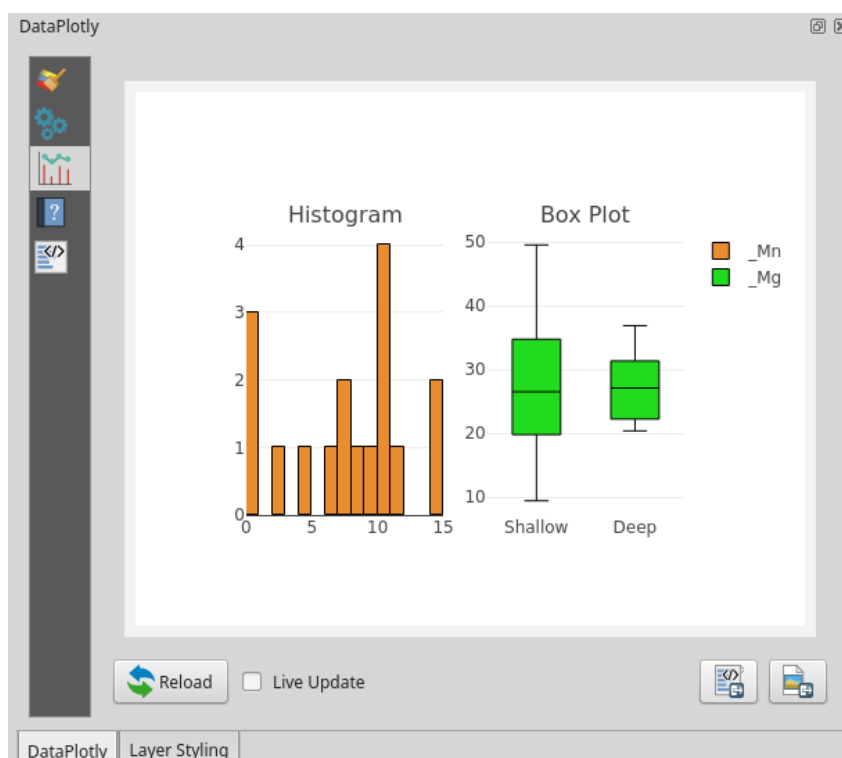 DataPlotly
Histogram
Box Plot
4
3
2
1
0
0 5 10 15
50
40
30
20
10
Shallow Deep
_Mn
_Mg
Reload
Live Update
DataPlotly
Layer Styling